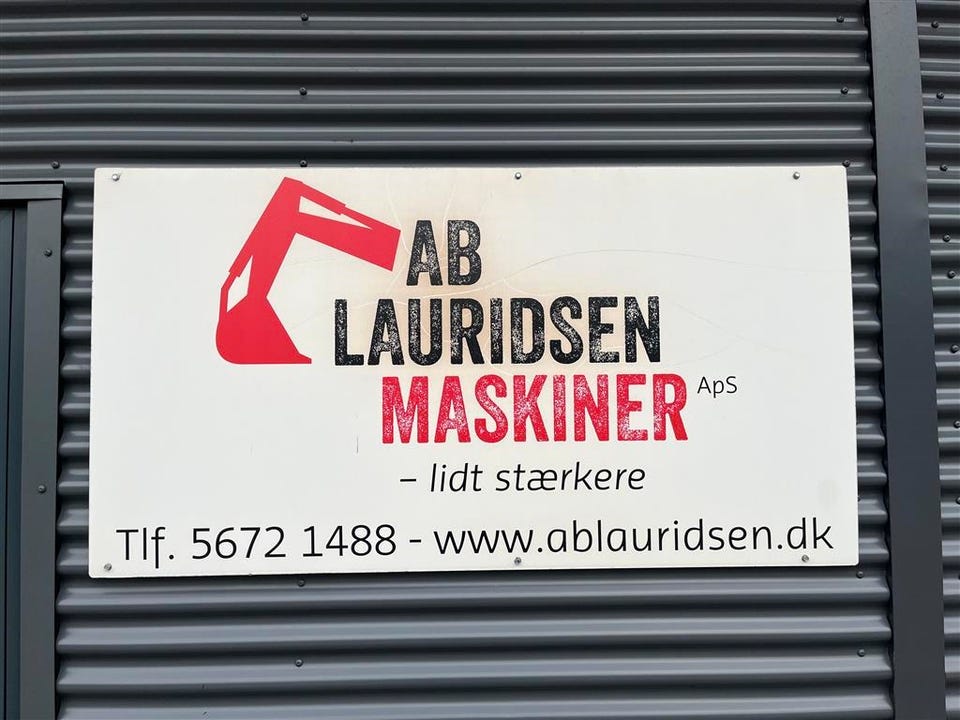 AB
LAURIDSEN
MASKINER ApS
– lidt stærkere
Tlf. 5672 1488 - www.ablauridsen.dk